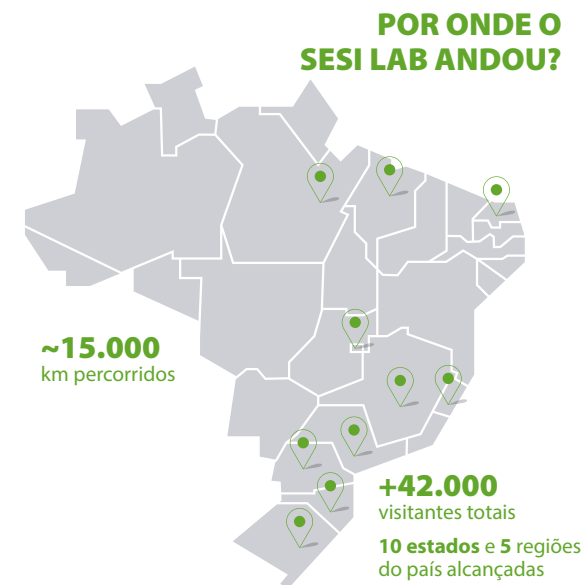 POR ONDE O
SESI LAB ANDOU?
~15.000
km percorridos
+42.000
visitantes totais
10 estados e 5 regiões
do país alcançadas